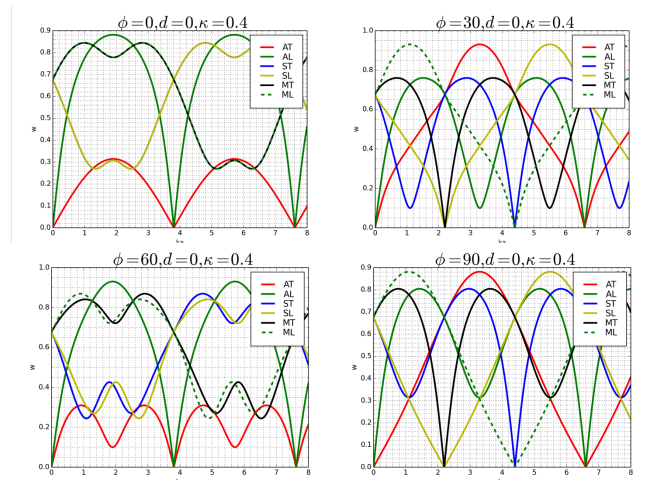 ϕ=0,d=0,κ=0.4
0.9
0.8
0.7
0.6
0.5
0.4
0.3
0.2
0.1
0.0
w
0 1 2 3 4 5 6 7 8
AT
AL
ST
SL
MT
ML
ϕ=30,d=0,κ=0.4
1.0
0.8
0.6
0.4
0.2
0.0
w
0 1 2 3 4 5 6 7 8
AT
AL
ST
SL
MT
ML
ϕ=60,d=0,κ=0.4
1.0
0.8
0.6
0.4
0.2
0.0
w
0 1 2 3 4 5 6 7 8
AT
AL
ST
SL
MT
ML
ϕ=90,d=0,κ=0.4
0.9
0.8
0.7
0.6
0.5
0.4
0.3
0.2
0.1
0.0
w
0 1 2 3 4 5 6 7 8
AT
AL
ST
SL
MT
ML